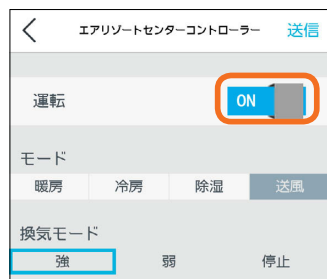 エアリゾートセンターコントローラー 送信
運転 ON
モード
暖房 冷房 除湿 送風
換気モード
強 弱 停止